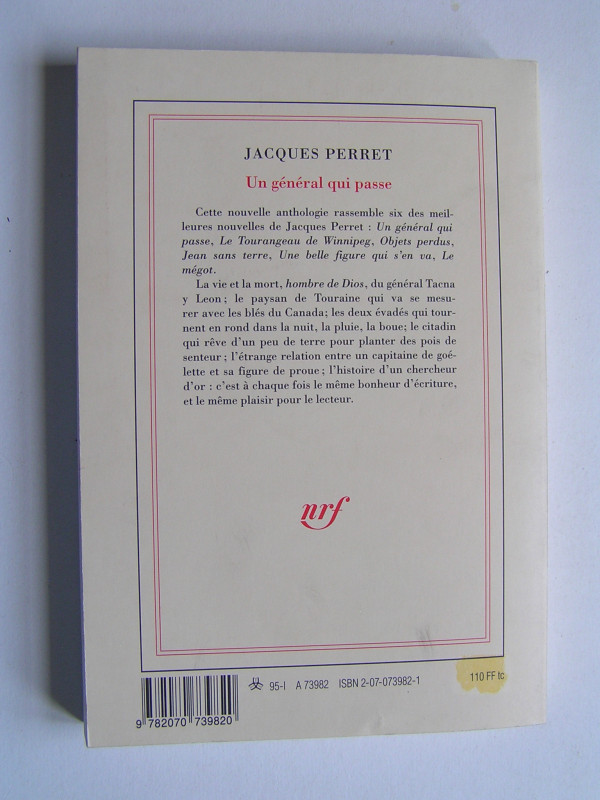 JACQUES PERRET
Un général qui passe
Cette nouvelle anthologie rassemble six des meil-
leures nouvelles de Jacques Perret : Un général qui
passe, Le Tourangeau de Winnipeg, Objets perdus,
Jean sans terre, Une belle figure qui s'en va, Le
mégot.
La vie et la mort, hombre de Dios, du général Tacna
y Leon ; le paysan de Touraine qui va se mesu-
rer avec les blés du Canada; les deux évadés qui tour-
nent en rond dans la nuit, la pluie, la boue; le citadin
qui rêve d'un peu de terre pour planter des pois de
senteur ; l'étrange relation entre un capitaine de goé-
lette et sa figure de proue ; l'histoire d'un chercheur
d'or : c'est à chaque fois le même bonheur d'écriture,
et le même plaisir pour le lecteur.
nrf
95-I A 73982 ISBN 2-07-073982-1
110 FF tc
9 782070 739820